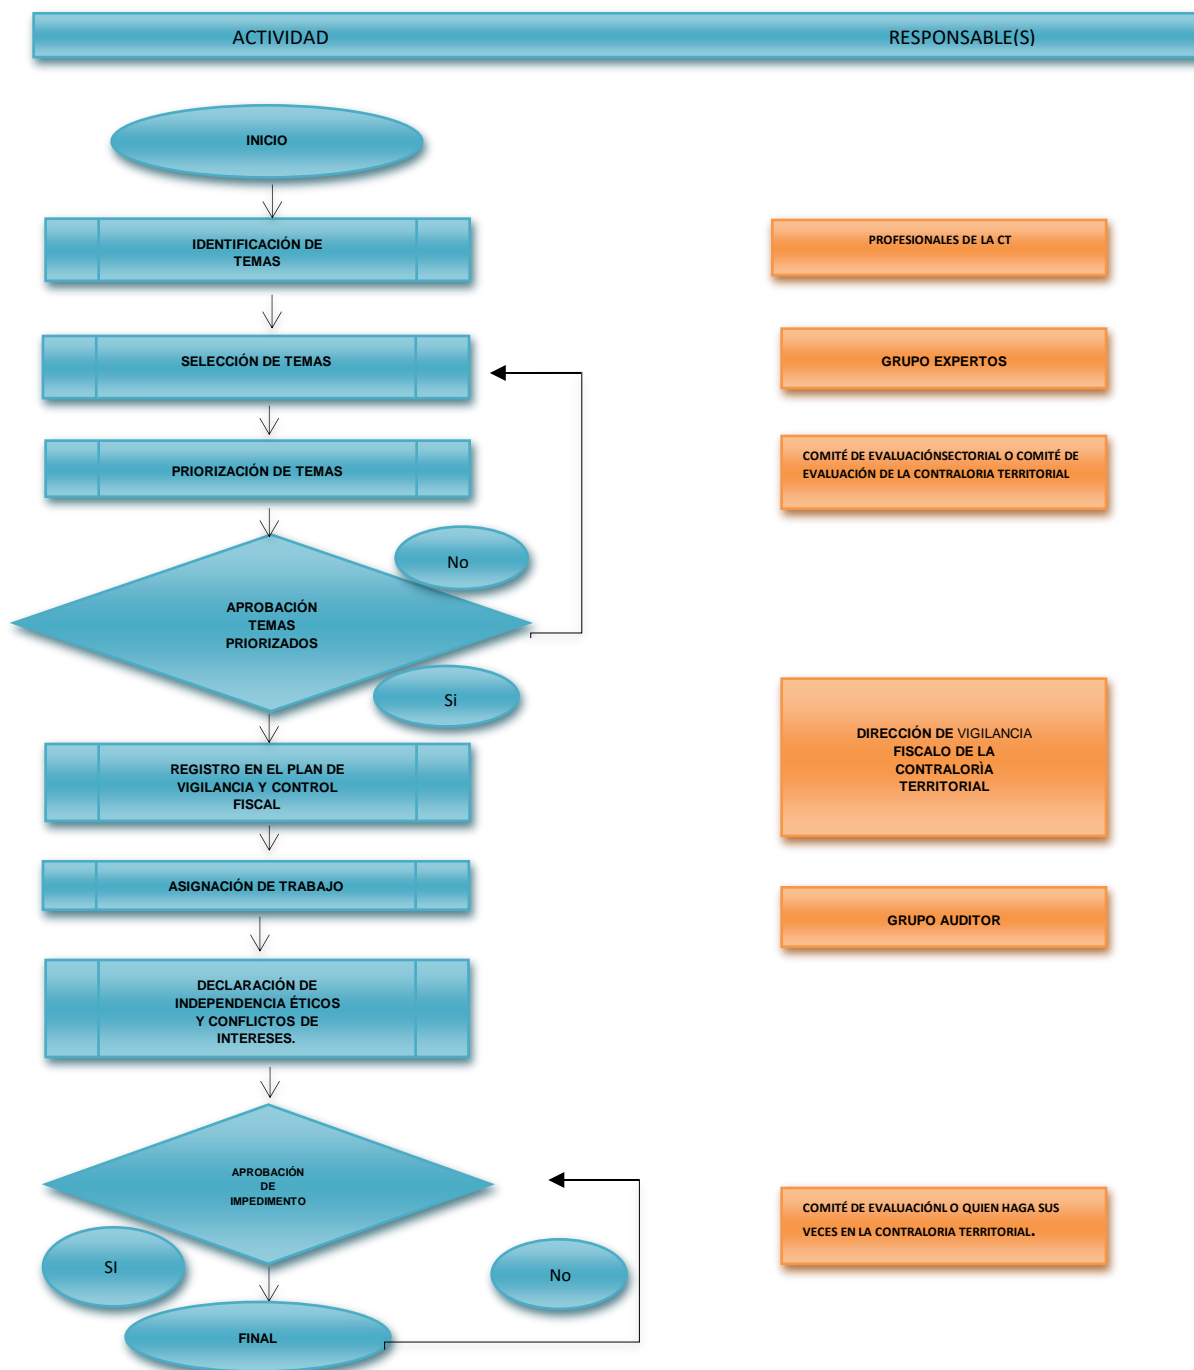 ACTIVIDAD
RESPONSABLE(S)
INICIO
IDENTIFICACIÓN DE
TEMAS
PROFESIONALES DE LA CT
SELECCIÓN DE TEMAS
GRUPO EXPERTOS
PRIORIZACIÓN DE TEMAS
COMITÉ DE EVALUACIÓNSECTORIAL O COMITÉ DE
EVALUACIÓN DE LA CONTRALORIA TERRITORIAL
No
APROBACIÓN
TEMAS
PRIORIZADOS
Si
REGISTRO EN EL PLAN DE
VIGILANCIA Y CONTROL
FISCAL
DIRECCIÓN DE VIGILANCIA
FISCALO DE LA
CONTRALORÌA
TERRITORIAL
ASIGNACIÓN DE TRABAJO
GRUPO AUDITOR
DECLARACIÓN DE
INDEPENDENCIA ÉTICOS
Y CONFLICTOS DE
INTERESES.
APROBACIÓN
DE
IMPEDIMENTO
COMITÉ DE EVALUACIÓNL O QUIEN HAGA SUS
VECES EN LA CONTRALORIA TERRITORIAL.
SI
No
FINAL